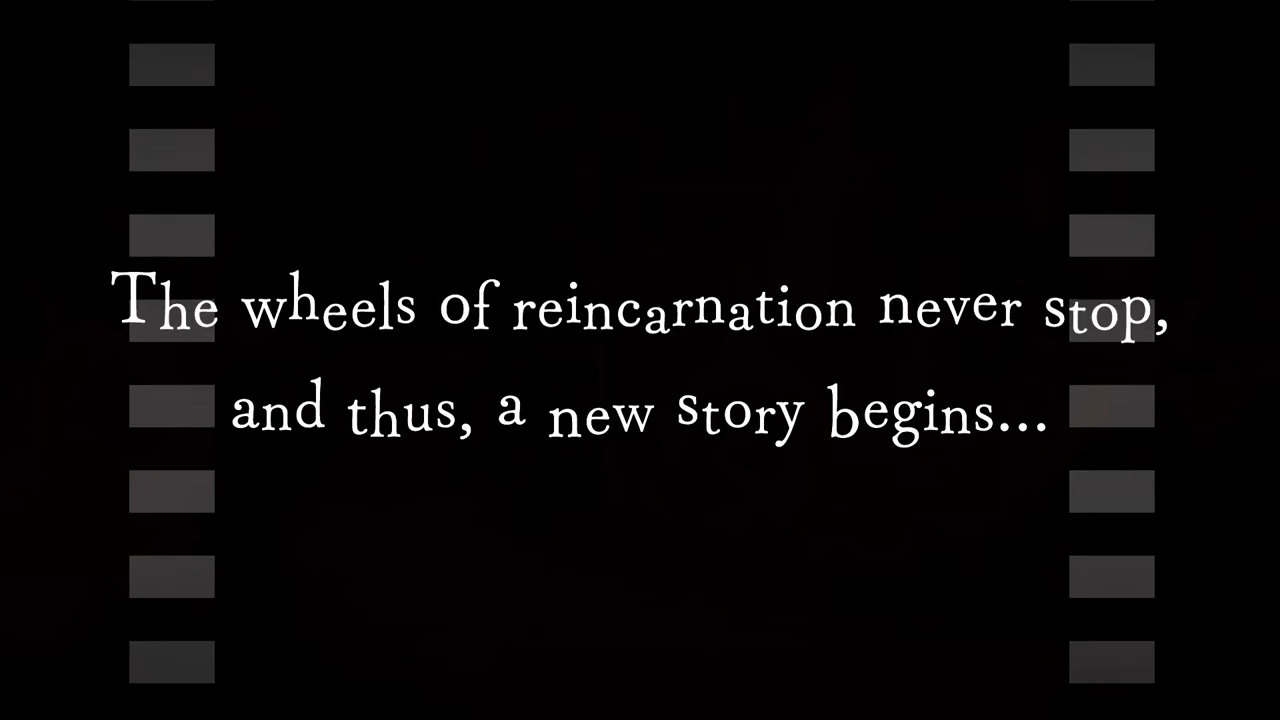 The wheels of reincarnation never stop,
and thus, a new story begins...